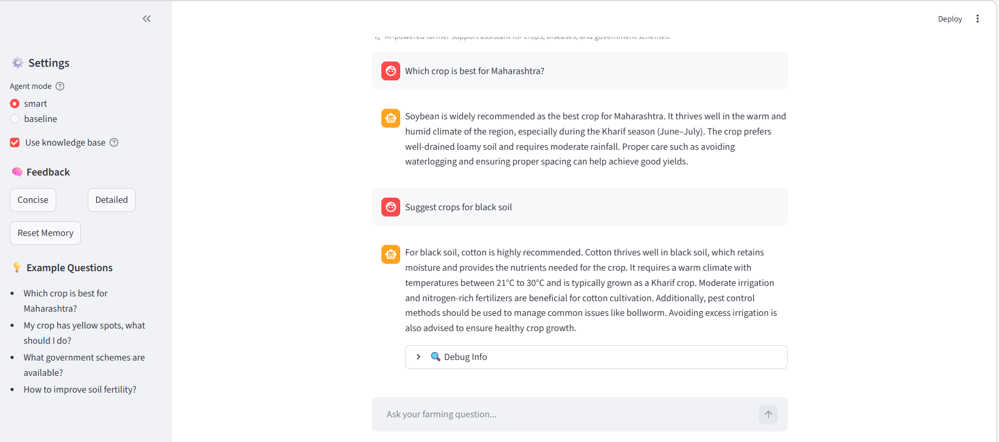 Deploy
Settings
Agent mode
smart
baseline
Use knowledge base
Feedback
Concise
Detailed
Reset Memory
Example Questions
Which crop is best for
Maharashtra?
My crop has yellow spots, what
should I do?
What government schemes are
available?
How to improve soil fertility?
AI-powered farmer support assistant for crops, diseases, and government schemes.
Which crop is best for Maharashtra?
Soybean is widely recommended as the best crop for Maharashtra. It thrives well in the warm and
humid climate of the region, especially during the Kharif season (June–July). The crop prefers
well-drained loamy soil and requires moderate rainfall. Proper care such as avoiding
waterlogging and ensuring proper spacing can help achieve good yields.
Suggest crops for black soil
For black soil, cotton is highly recommended. Cotton thrives well in black soil, which retains
moisture and provides the nutrients needed for the crop. It requires a warm climate with
temperatures between 21°C to 30°C and is typically grown as a Kharif crop. Moderate irrigation
and nitrogen-rich fertilizers are beneficial for cotton cultivation. Additionally, pest control
methods should be used to manage common issues like bollworm. Avoiding excess irrigation is
also advised to ensure healthy crop growth.
Debug Info
Ask your farming question...